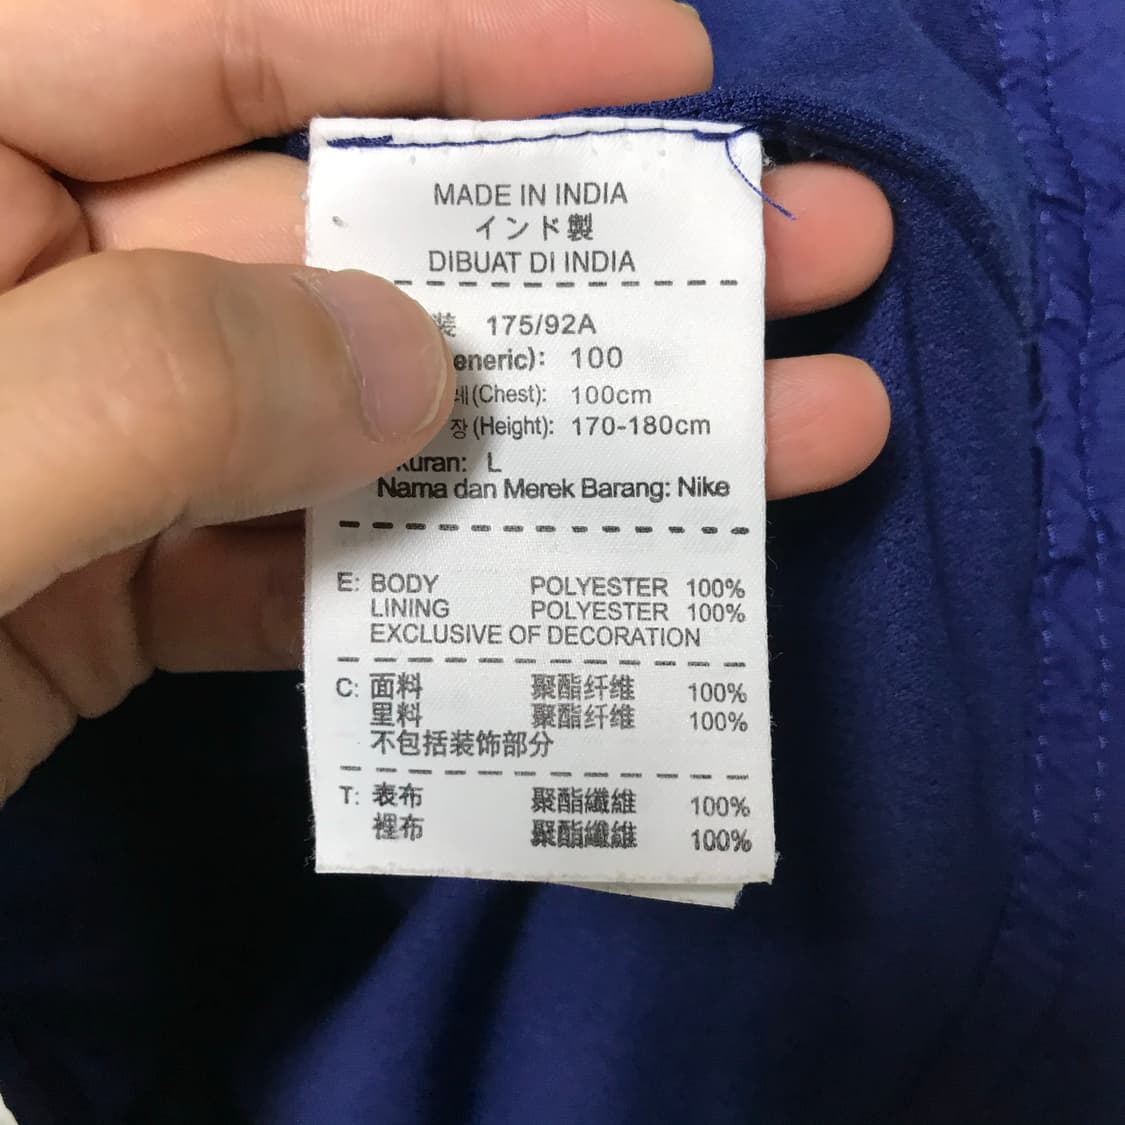 MADE IN INDIA
インド製
DIBUAT DI INDIA
装 175/92A
eneric): 100
레(Chest): 100cm
장(Height): 170-180cm
kuran: L
Nama dan Merek Barang: Nike
E: BODY POLYESTER 100%
LINING POLYESTER 100%
EXCLUSIVE OF DECORATION
C: 面料 聚酯纤维 100%
里料 聚酯纤维 100%
不包括装饰部分
T: 表布 聚酯纖維 100%
裡布 聚酯纖維 100%